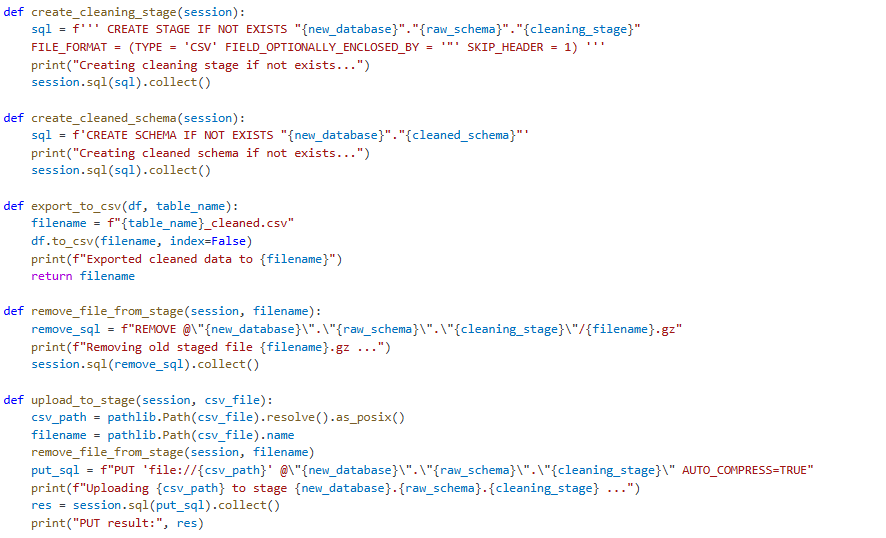 def create_cleaning_stage(session):
    sql = f''' CREATE STAGE IF NOT EXISTS "{new_database}"."{raw_schema}"."{cleaning_stage}"
    FILE_FORMAT = (TYPE = 'CSV' FIELD_OPTIONALLY_ENCLOSED_BY = '"' SKIP_HEADER = 1) '''
    print("Creating cleaning stage if not exists...")
    session.sql(sql).collect()

def create_cleaned_schema(session):
    sql = f'CREATE SCHEMA IF NOT EXISTS "{new_database}"."{cleaned_schema}"'
    print("Creating cleaned schema if not exists...")
    session.sql(sql).collect()

def export_to_csv(df, table_name):
    filename = f"{table_name}_cleaned.csv"
    df.to_csv(filename, index=False)
    print(f"Exported cleaned data to {filename}")
    return filename

def remove_file_from_stage(session, filename):
    remove_sql = f"REMOVE @\"{new_database}\".\"{raw_schema}\".\"{cleaning_stage}\"/{filename}.gz"
    print(f"Removing old staged file {filename}.gz ...")
    session.sql(remove_sql).collect()

def upload_to_stage(session, csv_file):
    csv_path = pathlib.Path(csv_file).resolve().as_posix()
    filename = pathlib.Path(csv_file).name
    remove_file_from_stage(session, filename)
    put_sql = f"PUT 'file://{csv_path}' @\"{new_database}\".\"{raw_schema}\".\"{cleaning_stage}\" AUTO_COMPRESS=TRUE"
    print(f"Uploading {csv_path} to stage {new_database}.{raw_schema}.{cleaning_stage} ...")
    res = session.sql(put_sql).collect()
    print("PUT result:", res)